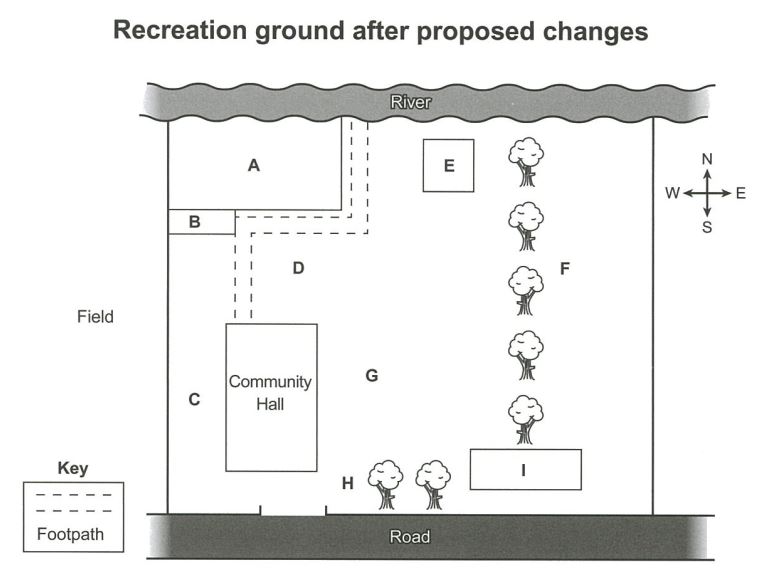 Recreation ground after proposed changes
River
A
E
N
W E
S
B
D
F
Field
G
Community
Hall
C
Key
H
I
Footpath
Road